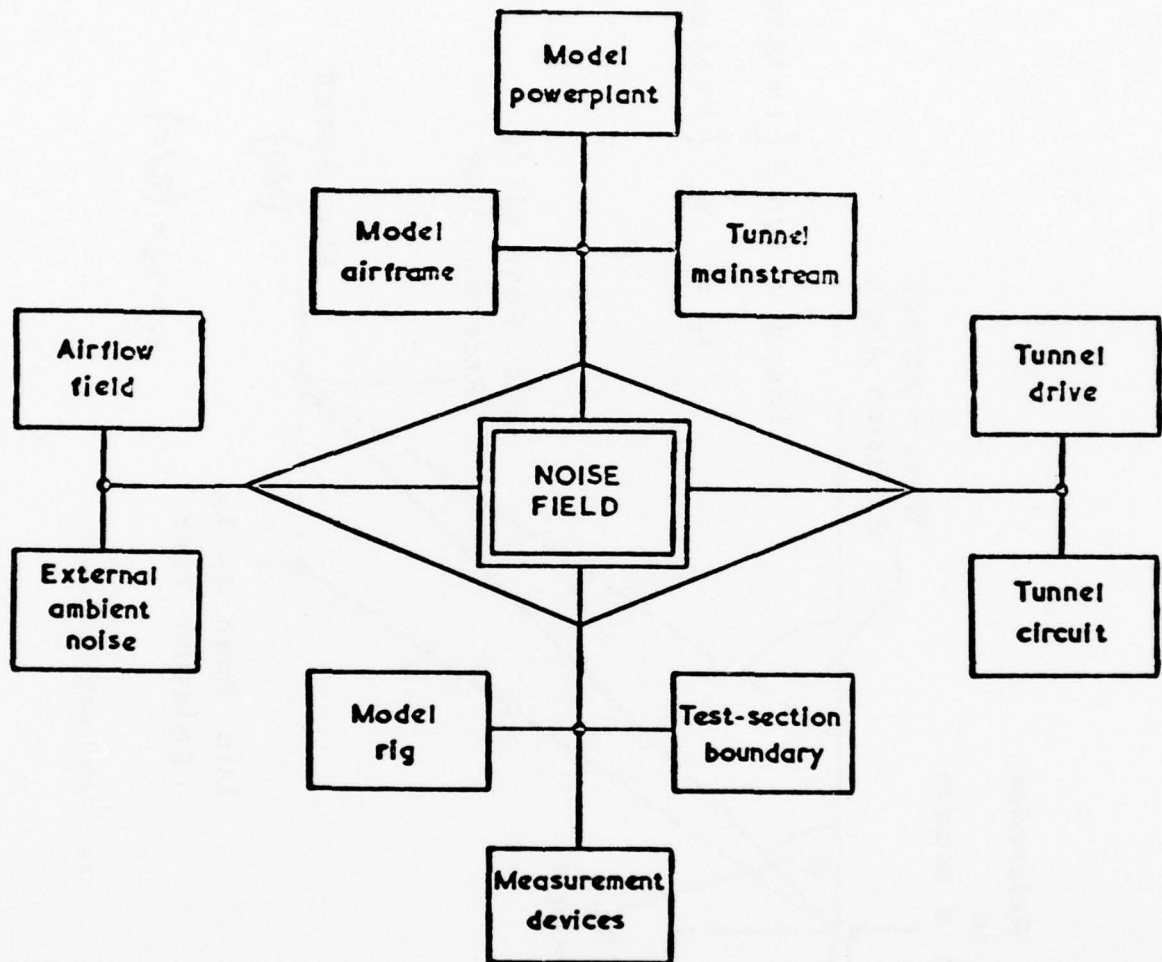 Model
powerplant
Model
airframe
Tunnel
mainstream
Airflow
field
Tunnel
drive
NOISE
FIELD
External
ambient
noise
Tunnel
circuit
Model
rig
Test-section
boundary
Measurement
devices